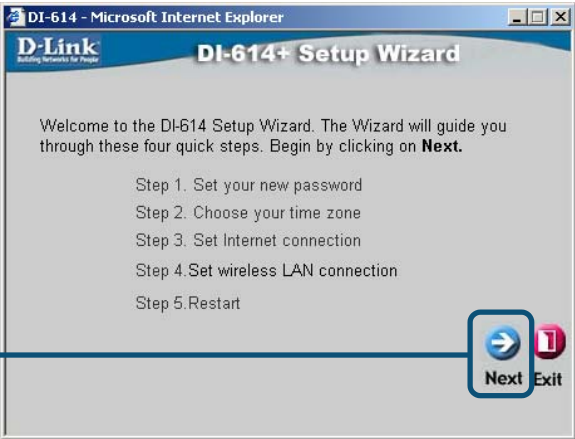 DI-614 - Microsoft Internet Explorer
D-Link
Building Networks for People
DI-614+ Setup Wizard
Welcome to the DI-614 Setup Wizard. The Wizard will guide you
through these four quick steps. Begin by clicking on Next.
Step 1. Set your new password
Step 2. Choose your time zone
Step 3. Set Internet connection
Step 4.Set wireless LAN connection
Step 5.Restart
Next Exit